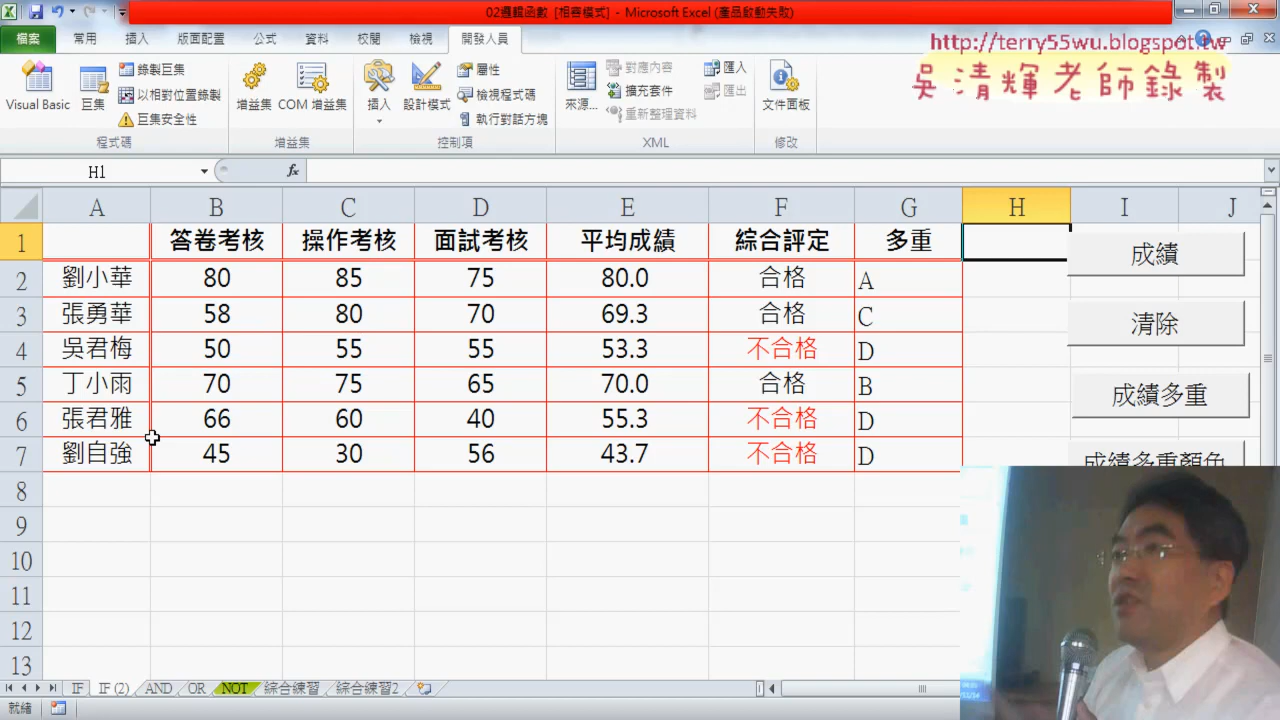 02邏輯函數 [相容模式] - Microsoft Excel (產品啟動失敗)
檔案 常用 插入 版面配置 公式 資料 校閱 檢視 開發人員
http://terry55wu.blogspot.tw
吳清輝老師錄製
Visual Basic 巨集 錄製巨集 以相對位置錄製 巨集安全性
增益集 COM 增益集
插入 設計模式 屬性 檢視程式碼 執行對話方塊
來源... 對應內容 擴充套件 重新整理資料 匯入 匯出
文件面板
程式碼 增益集 控制項 XML 修改
H1 fx
A B C D E F G H I J
1 答卷考核 操作考核 面試考核 平均成績 綜合評定 多重
2 劉小華 80 85 75 80.0 合格 A
3 張勇華 58 80 70 69.3 合格 C
4 吳君梅 50 55 55 53.3 不合格 D
5 丁小雨 70 75 65 70.0 合格 B
6 張君雅 66 60 40 55.3 不合格 D
7 劉自強 45 30 56 43.7 不合格 D
8
9
10
11
12
13
成績
清除
成績多重
成績多重顏色
IF IF (2) AND OR NOT 綜合練習 綜合練習2
就緒